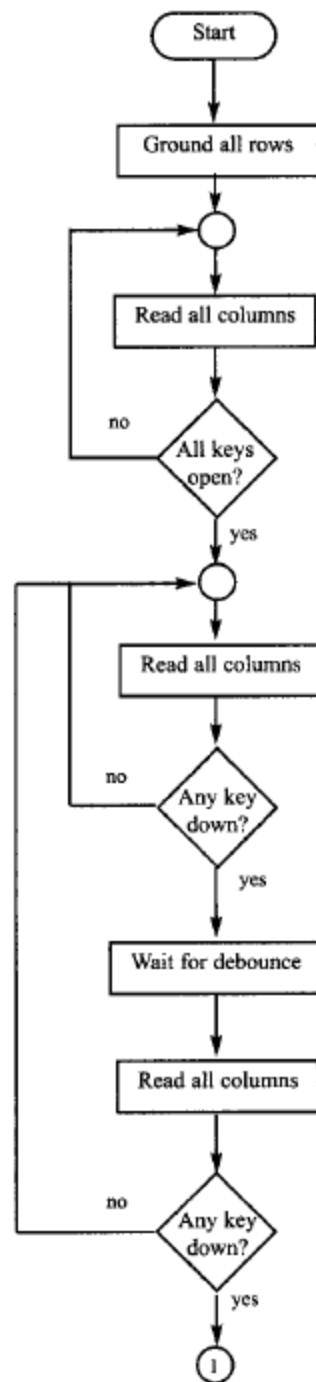 Start
Ground all rows
Read all columns
no
All keys
open?
yes
Read all columns
no
Any key
down?
yes
Wait for debounce
Read all columns
no
Any key
down?
yes
1